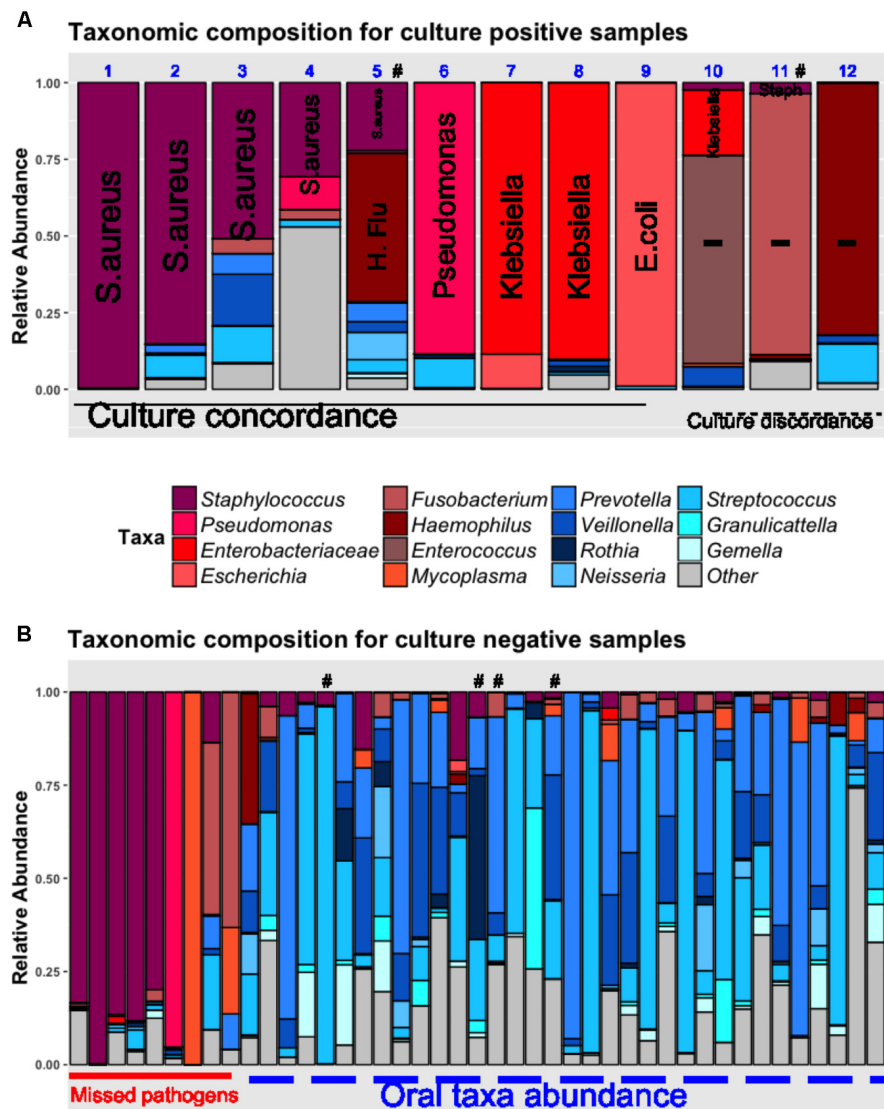 A
Taxonomic composition for culture positive samples
1 2 3 4 5 # 6 7 8 9 10 11 # 12
1.00
0.75
0.50
0.25
0.00
Relative Abundance
S.aureus
S.aureus
S.aureus
S.aureus
S.aureus
H. Flu
Pseudomonas
Klebsiella
Klebsiella
E.coli
Klebsiella
Staph
Culture concordance
Culture discordance
Taxa
Staphylococcus Fusobacterium Prevotella Streptococcus
Pseudomonas Haemophilus Veillonella Granulicattella
Enterobacteriaceae Enterococcus Rothia Gemella
Escherichia Mycoplasma Neisseria Other
B
Taxonomic composition for culture negative samples
# # # #
1.00
0.75
0.50
0.25
0.00
Relative Abundance
Missed pathogens
Oral taxa abundance